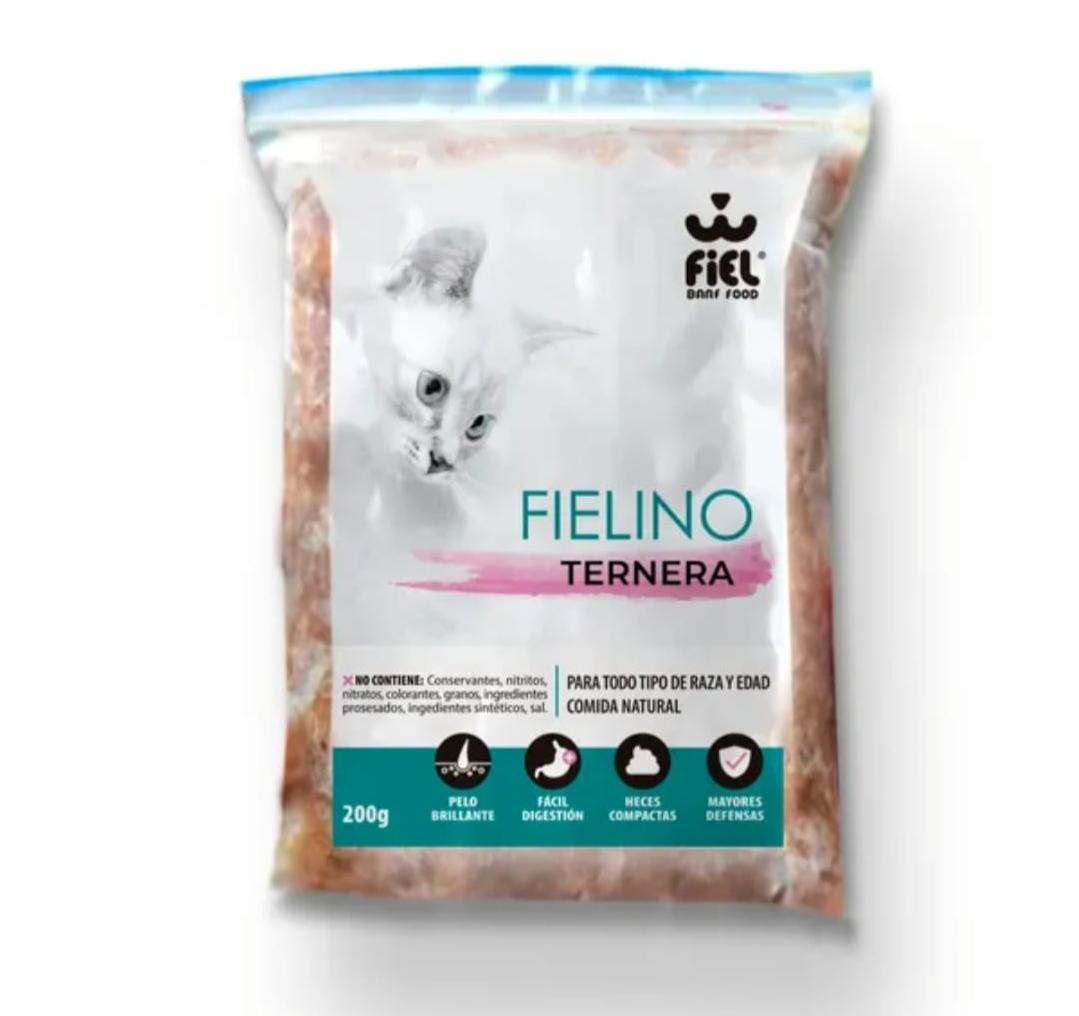 FiEL®
BARF FOOD
FIELINO
TERNERA
✕ NO CONTIENE: Conservantes, nitritos,
nitratos, colorantes, granos, ingredientes
prosesados, ingedientes sintéticos, sal.
PARA TODO TIPO DE RAZA Y EDAD
COMIDA NATURAL
200g
PELO
BRILLANTE
FÁCIL
DIGESTIÓN
HECES
COMPACTAS
MAYORES
DEFENSAS